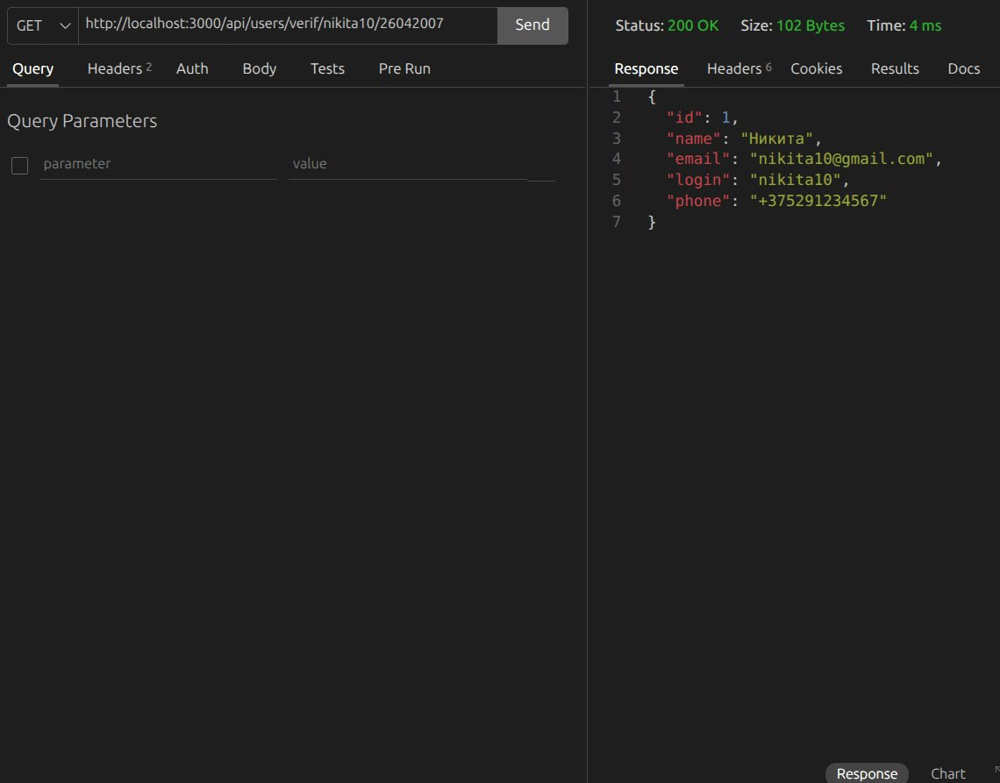 GET http://localhost:3000/api/users/verif/nikita10/26042007 Send
Query Headers 2 Auth Body Tests Pre Run
Query Parameters
parameter value
Status: 200 OK Size: 102 Bytes Time: 4 ms
Response Headers 6 Cookies Results Docs
1 {
2 "id": 1,
3 "name": "Никита",
4 "email": "nikita10@gmail.com",
5 "login": "nikita10",
6 "phone": "+375291234567"
7 }
Response Chart